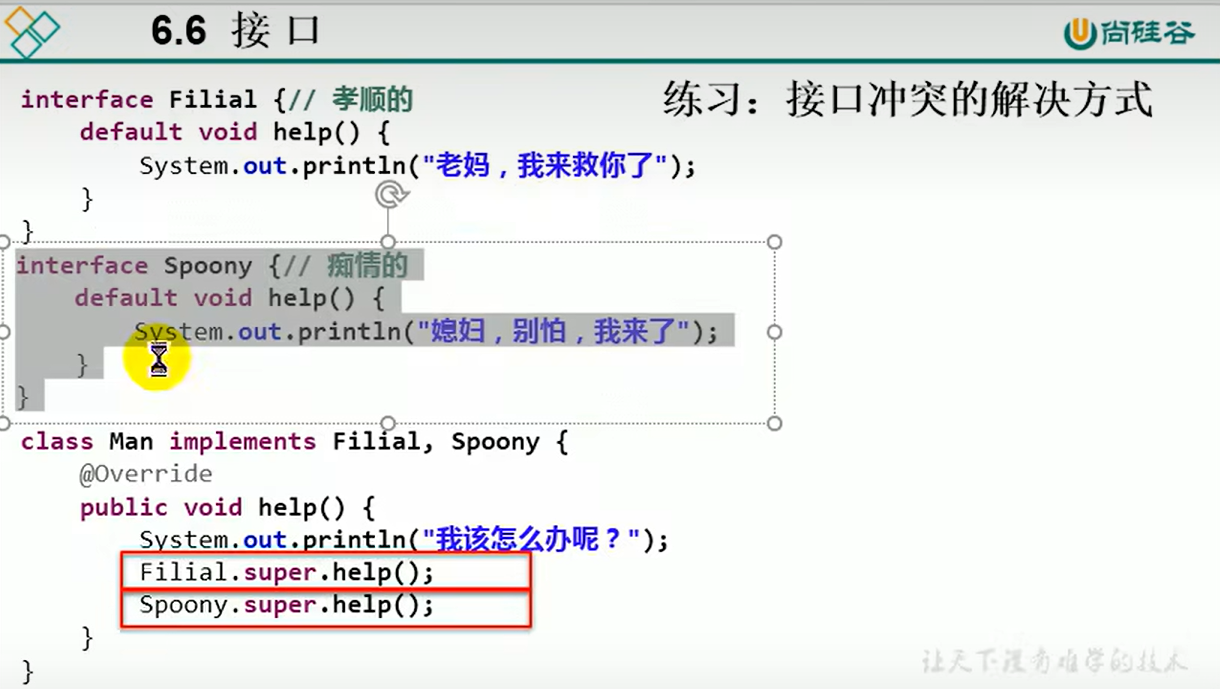 6.6 接口
尚硅谷
练习：接口冲突的解决方式
interface Filial {// 孝顺的
    default void help() {
        System.out.println("老妈，我来救你了");
    }
}
interface Spoony {// 痴情的
    default void help() {
        System.out.println("媳妇，别怕，我来了");
    }
}
class Man implements Filial, Spoony {
    @Override
    public void help() {
        System.out.println("我该怎么办呢？");
        Filial.super.help();
        Spoony.super.help();
    }
}
让天下没有难学的技术